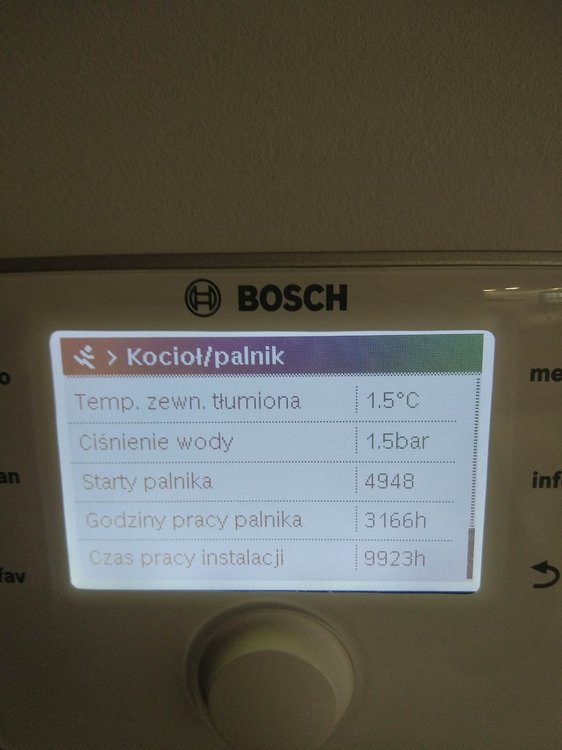 BOSCH
> Kocioł/palnik
Temp. zewn. tłumiona 1.5°C
Ciśnienie wody 1.5bar
Starty palnika 4948
Godziny pracy palnika 3166h
Czas pracy instalacji 9923h
fav